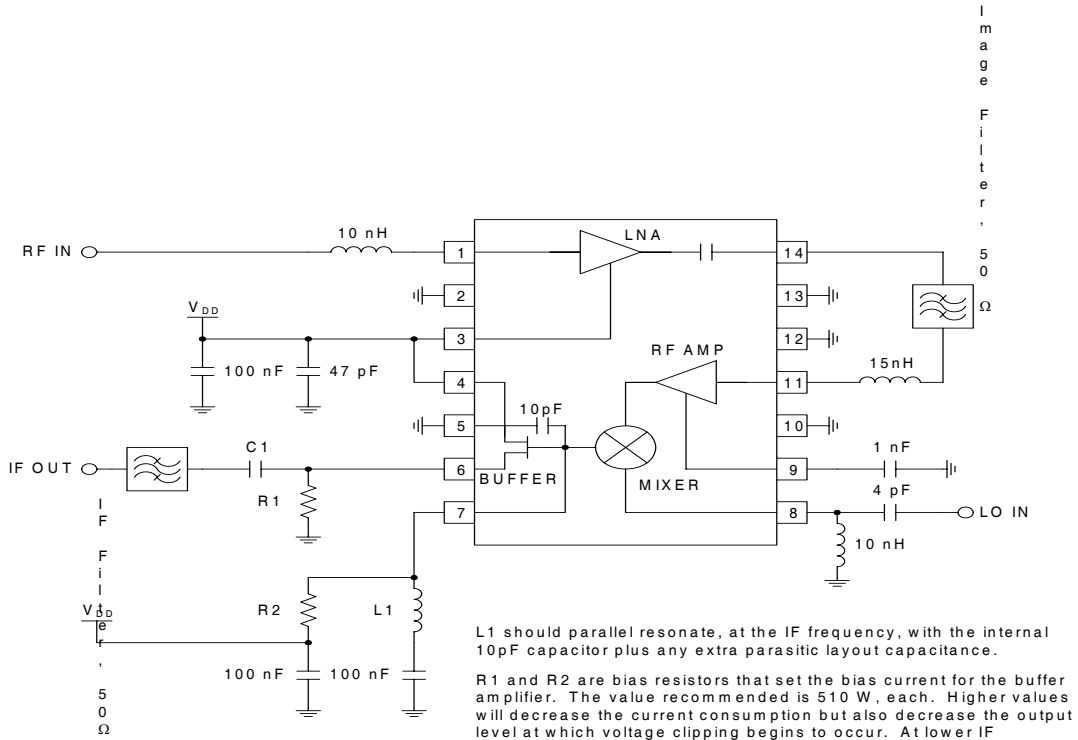 Image Filter, 50 Ω
10 nH
LNA
RF IN
1
14
2
13
VDD
3
12
RF AMP
15nH
100 nF
47 pF
4
11
10pF
5
10
C1
1 nF
IF OUT
6
9
BUFFER
MIXER
4 pF
R1
7
8
LO IN
10 nH
IF Filter, 50Ω
VDD
R2
L1
100 nF
100 nF
L1 should parallel resonate, at the IF frequency, with the internal
10pF capacitor plus any extra parasitic layout capacitance.
R1 and R2 are bias resistors that set the bias current for the buffer
amplifier. The value recommended is 510 W, each. Higher values
will decrease the current consumption but also decrease the output
level at which voltage clipping begins to occur. At lower IF